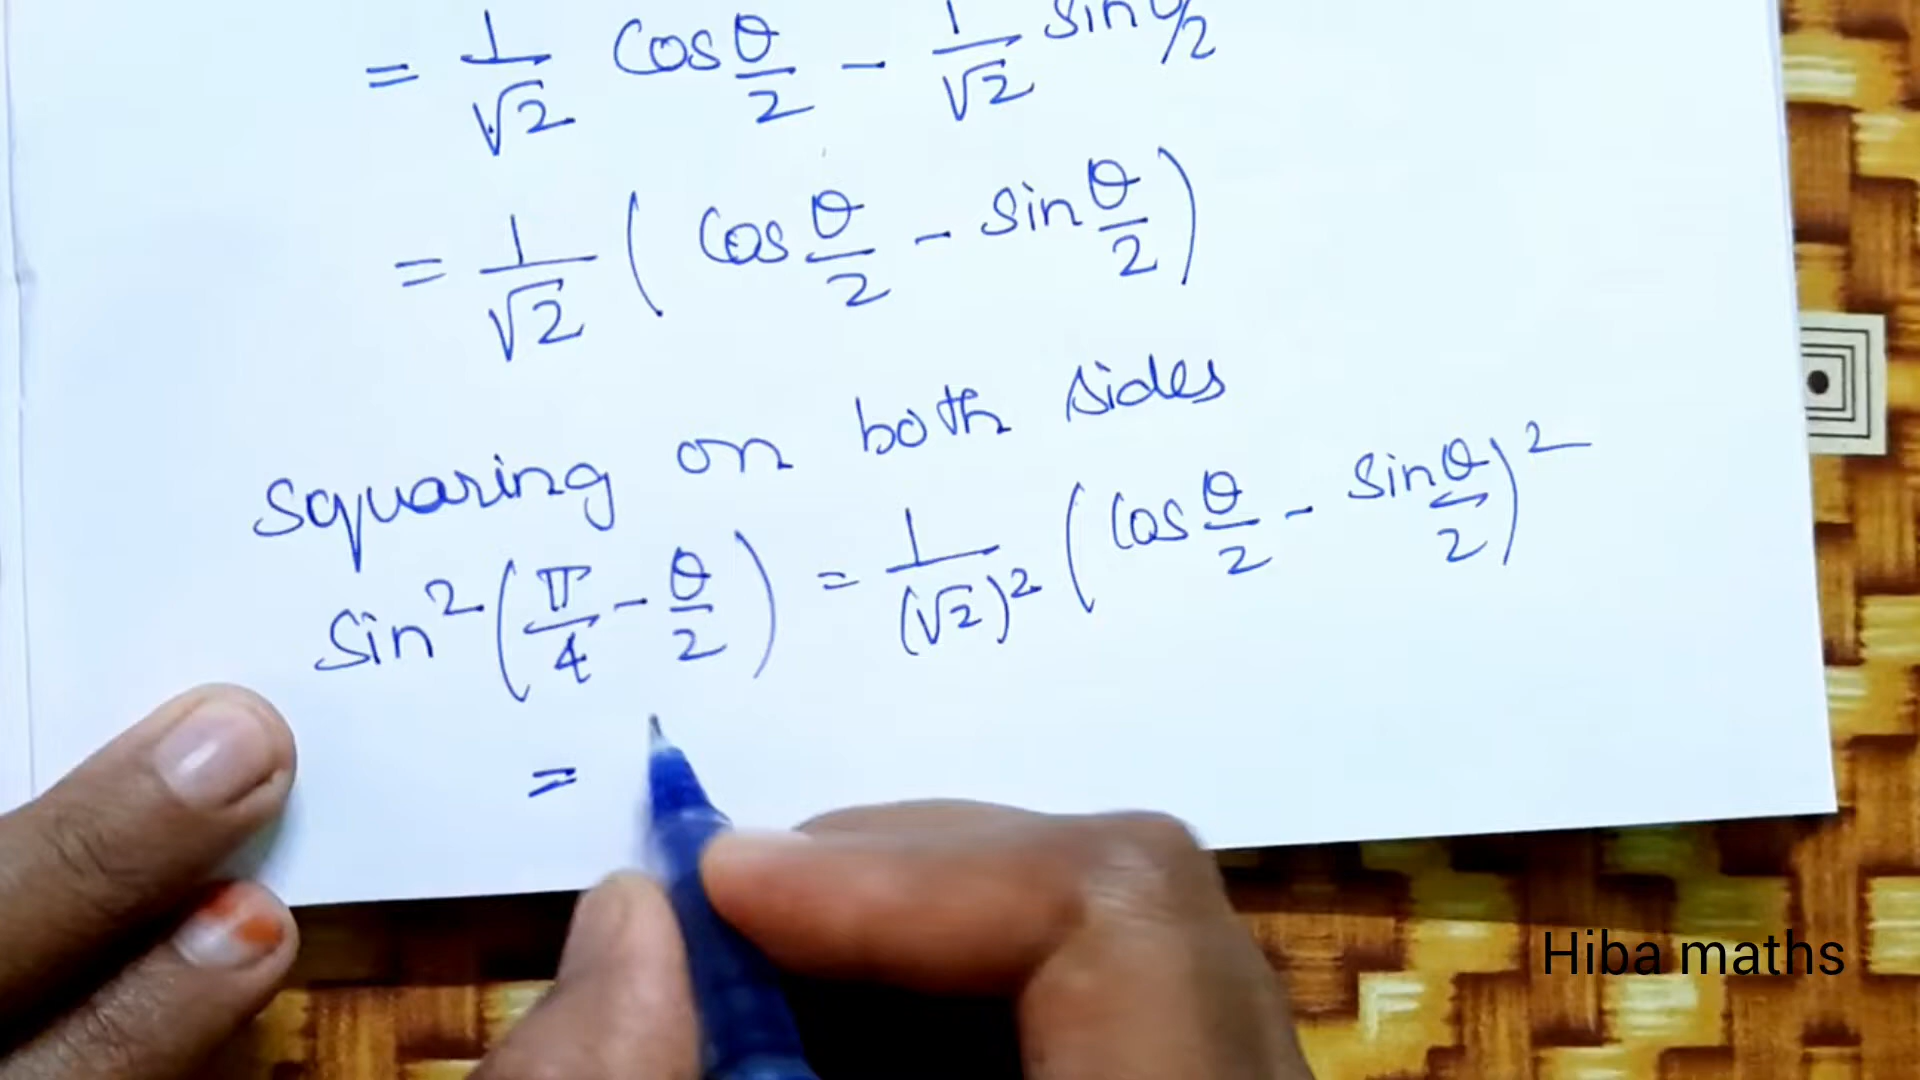 = 1/√2 Cos θ/2 - 1/√2 sin θ/2
= 1/√2 ( Cos θ/2 - sin θ/2 )
squaring on both sides
sin² ( π/4 - θ/2 ) = 1/(√2)² ( Cos θ/2 - sin θ/2 )²
=
Hiba maths